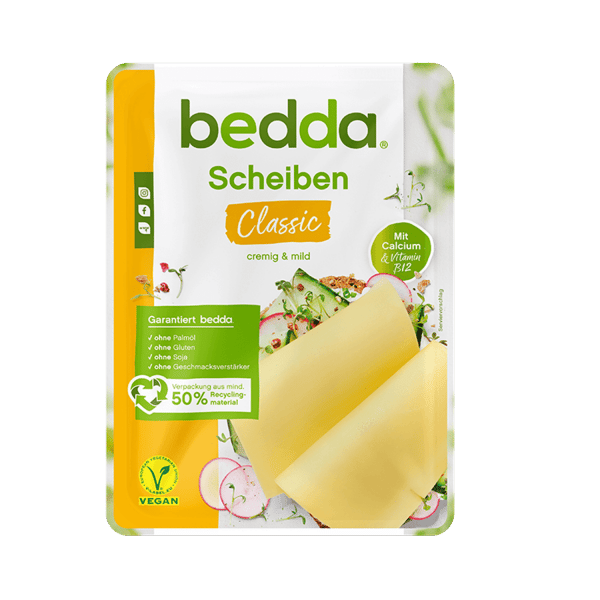 bedda®
Scheiben
Classic
cremig & mild
Mit
Calcium
& Vitamin
B12
Serviervorschlag
Garantiert bedda.
✓ ohne Palmöl
✓ ohne Gluten
✓ ohne Soja
✓ ohne Geschmacksverstärker
Verpackung aus mind.
50% Recycling-
material
VEGAN